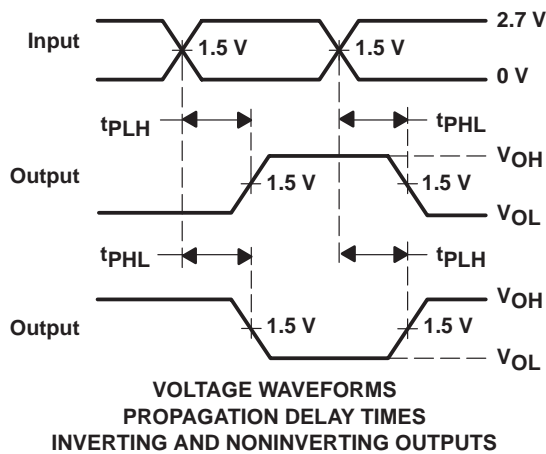 2.7 V
Input
1.5 V
1.5 V
0 V
tPLH
tPHL
VOH
Output
1.5 V
1.5 V
VOL
tPHL
tPLH
VOH
Output
1.5 V
1.5 V
VOL
VOLTAGE WAVEFORMS
PROPAGATION DELAY TIMES
INVERTING AND NONINVERTING OUTPUTS